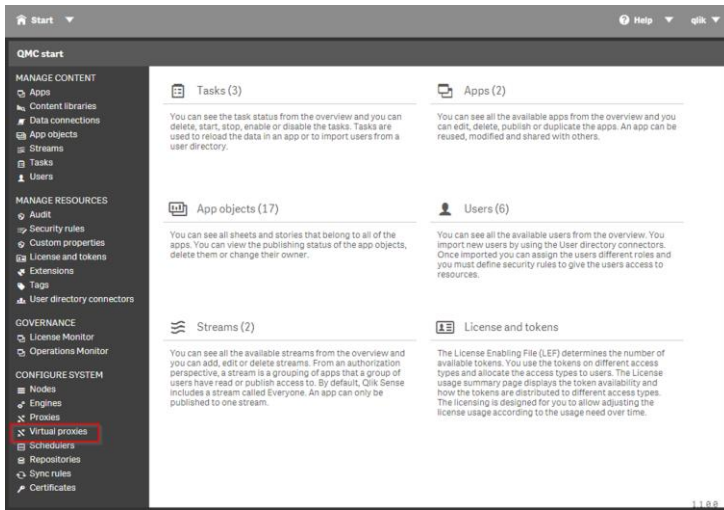 Start
Help
qlik
QMC start
MANAGE CONTENT
Apps
Content libraries
Data connections
App objects
Streams
Tasks
Users
MANAGE RESOURCES
Audit
Security rules
Custom properties
License and tokens
Extensions
Tags
User directory connectors
GOVERNANCE
License Monitor
Operations Monitor
CONFIGURE SYSTEM
Nodes
Engines
Proxies
Virtual proxies
Schedulers
Repositories
Sync rules
Certificates
Tasks (3)
You can see the task status from the overview and you can
delete, start, stop, enable or disable the tasks. Tasks are
used to reload the data in an app or to import users from a
user directory.
Apps (2)
You can see all the available apps from the overview and you
can edit, delete, publish or duplicate the apps. An app can be
reused, modified and shared with others.
App objects (17)
You can see all sheets and stories that belong to all of the
apps. You can view the publishing status of the app objects,
delete them or change their owner.
Users (6)
You can see all the available users from the overview. You
import new users by using the User directory connectors.
Once imported you can assign the users different roles and
you must define security rules to give the users access to
resources.
Streams (2)
You can see all the available streams from the overview and
you can add, edit or delete streams. From an authorization
perspective, a stream is a grouping of apps that a group of
users have read or publish access to. By default, Qlik Sense
includes a stream called Everyone. An app can only be
published to one stream.
License and tokens
The License Enabling File (LEF) determines the number of
available tokens. You use the tokens on different access
types and allocate the access types to users. The License
usage summary page displays the token availability and
how the tokens are distributed to different access types.
The licensing is designed for you to allow adjusting the
license usage according to the usage need over time.
1.1.0.0